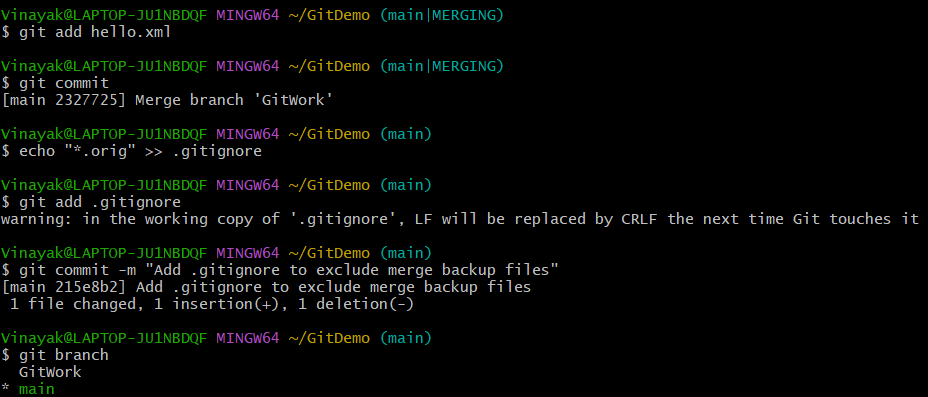 Vinayak@LAPTOP-JU1NBDQF MINGW64 ~/GitDemo (main|MERGING)
$ git add hello.xml
Vinayak@LAPTOP-JU1NBDQF MINGW64 ~/GitDemo (main|MERGING)
$ git commit
[main 2327725] Merge branch 'GitWork'
Vinayak@LAPTOP-JU1NBDQF MINGW64 ~/GitDemo (main)
$ echo "*.orig" >> .gitignore
Vinayak@LAPTOP-JU1NBDQF MINGW64 ~/GitDemo (main)
$ git add .gitignore
warning: in the working copy of '.gitignore', LF will be replaced by CRLF the next time Git touches it
Vinayak@LAPTOP-JU1NBDQF MINGW64 ~/GitDemo (main)
$ git commit -m "Add .gitignore to exclude merge backup files"
[main 215e8b2] Add .gitignore to exclude merge backup files
 1 file changed, 1 insertion(+), 1 deletion(-)
Vinayak@LAPTOP-JU1NBDQF MINGW64 ~/GitDemo (main)
$ git branch
  GitWork
* main